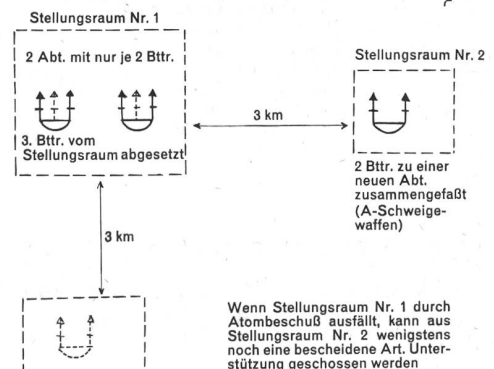 Stellungsraum Nr. 1
2 Abt. mit nur je 2 Bttr.
3. Bttr. vom
Stellungsraum abgesetzt
3 km
Stellungsraum Nr. 2
2 Bttr. zu einer
neuen Abt.
zusammengefaßt
(A-Schweige-
waffen)
3 km
Wenn Stellungsraum Nr. 1 durch
Atombeschuß ausfällt, kann aus
Stellungsraum Nr. 2 wenigstens
noch eine bescheidene Art. Unter-
stützung geschossen werden